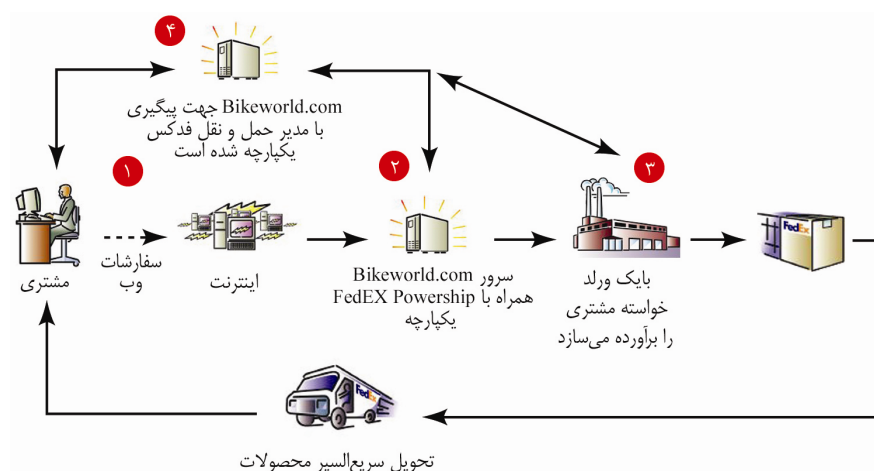 ۴
Bikeworld.com جهت پیگیری
با مدیر حمل و نقل فدکس
یکپارچه شده است
۱
۲
۳
FedEx
سفارشات
وب
مشتری
اینترنت
سرور Bikeworld.com
همراه با FedEX Powership
یکپارچه
بایک ورلد
خواسته مشتری
را برآورده می‌سازد
FedEx
تحویل سریع‌السیر محصولات